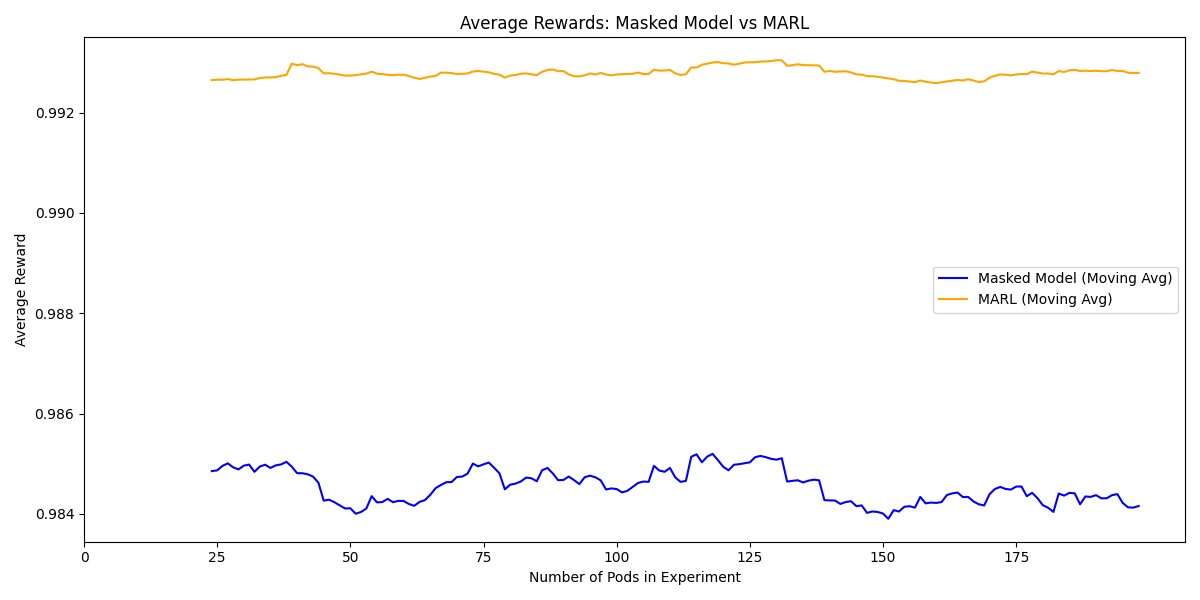 Average Rewards: Masked Model vs MARL
Average Reward
0.992
0.990
0.988
0.986
0.984
Masked Model (Moving Avg)
MARL (Moving Avg)
0 25 50 75 100 125 150 175
Number of Pods in Experiment